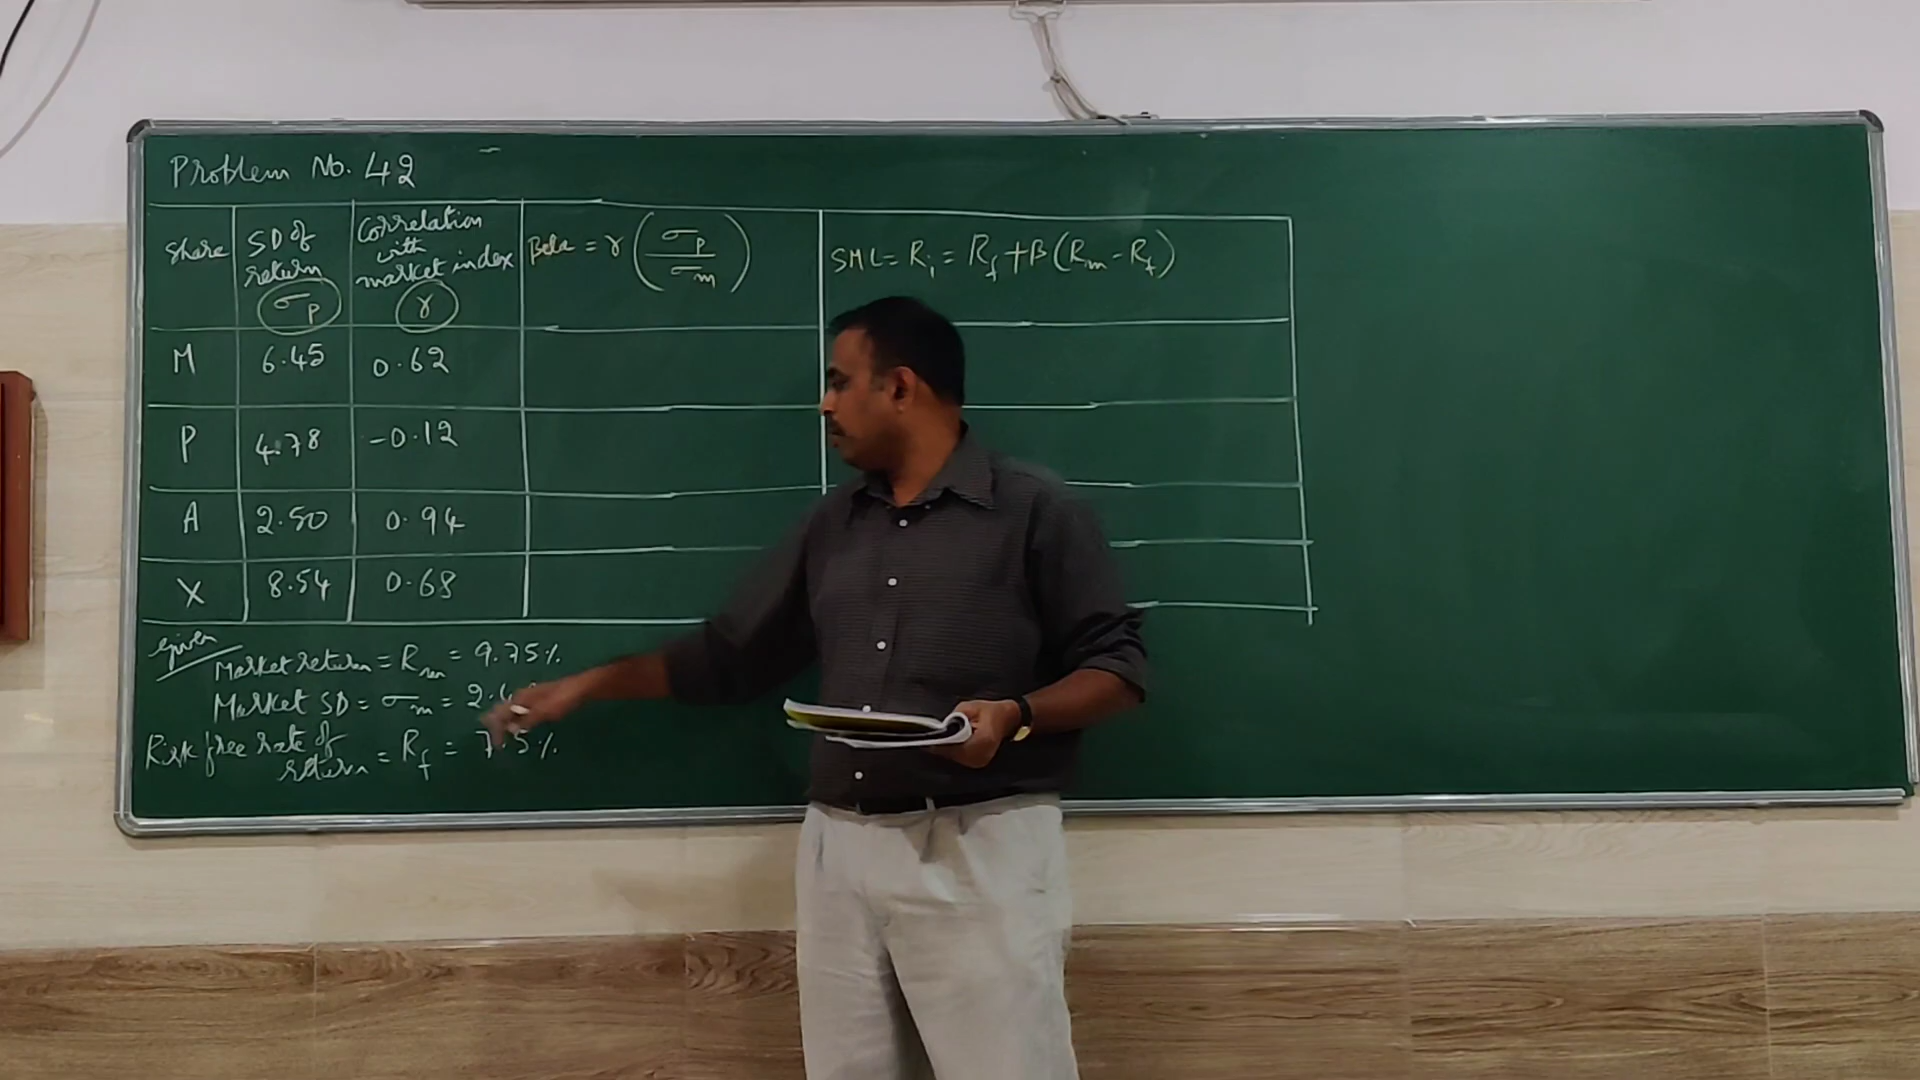 Problem No. 42
Share
SD of return σp
Correlation with market index r
Beta = r (σp / σm)
SML = Ri = Rf + β (Rm - Rf)
M 6.45 0.62
P 4.78 -0.12
A 2.50 0.94
X 8.54 0.68
given
Market return = Rm = 9.75%
Market SD = σm =
Risk free rate of return = Rf = 7.5%